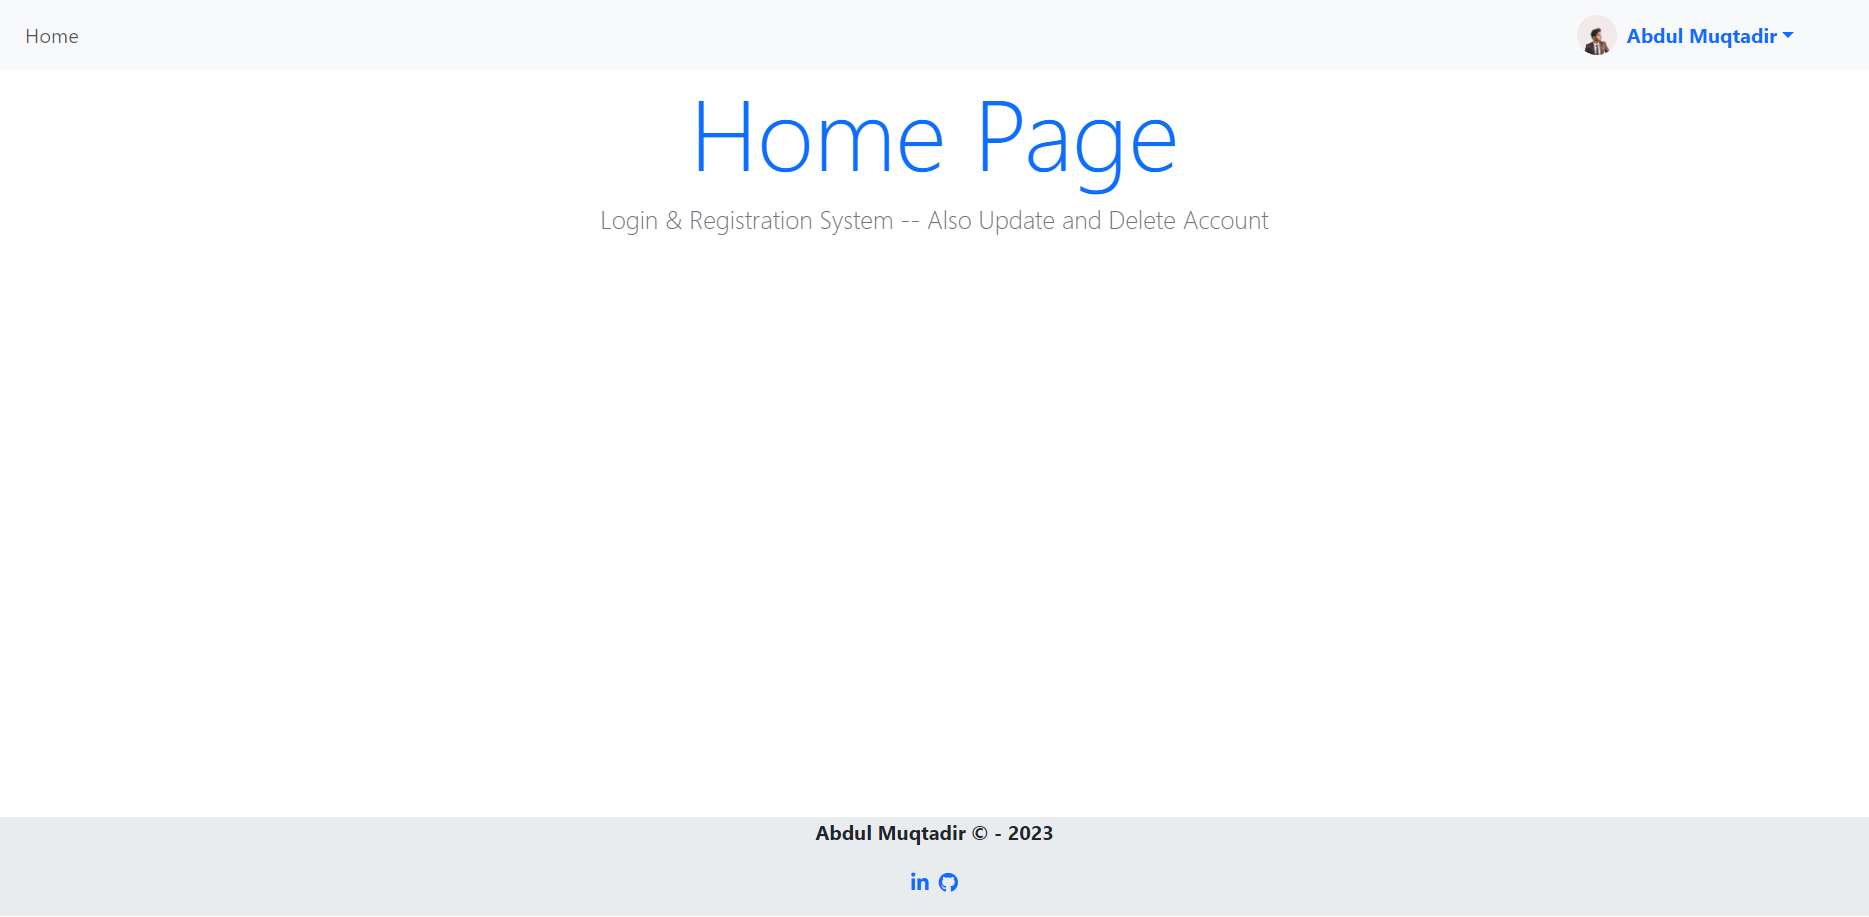 Home
Abdul Muqtadir
Home Page
Login & Registration System -- Also Update and Delete Account
Abdul Muqtadir © - 2023
in